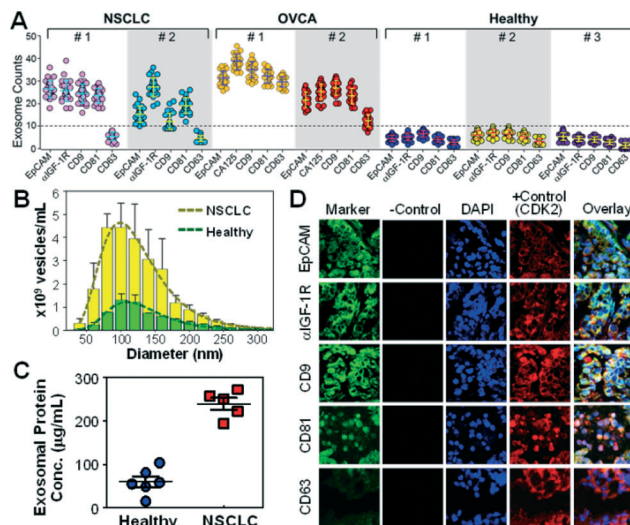 A
NSCLC OVCA Healthy
# 1 # 2 # 1 # 2 # 1 # 2 # 3
Exosome Counts
50
40
30
20
10
0
EpCAM αIGF-1R CD9 CD81 CD63 EpCAM αIGF-1R CD9 CD81 CD63 EpCAM CA125 CD9 CD81 CD63 EpCAM CA125 CD9 CD81 CD63 EpCAM αIGF-1R CD9 CD81 CD63 EpCAM αIGF-1R CD9 CD81 CD63 EpCAM αIGF-1R CD9 CD81 CD63
B
NSCLC
Healthy
x10⁹ vesicles/mL
6
5
4
3
2
1
0
50 100 150 200 250 300
Diameter (nm)
C
Exosomal Protein
Conc. (µg/mL)
300
200
100
0
Healthy NSCLC
D
+Control
Marker -Control DAPI (CDK2) Overlay
EpCAM
αIGF-1R
CD9
CD81
CD63